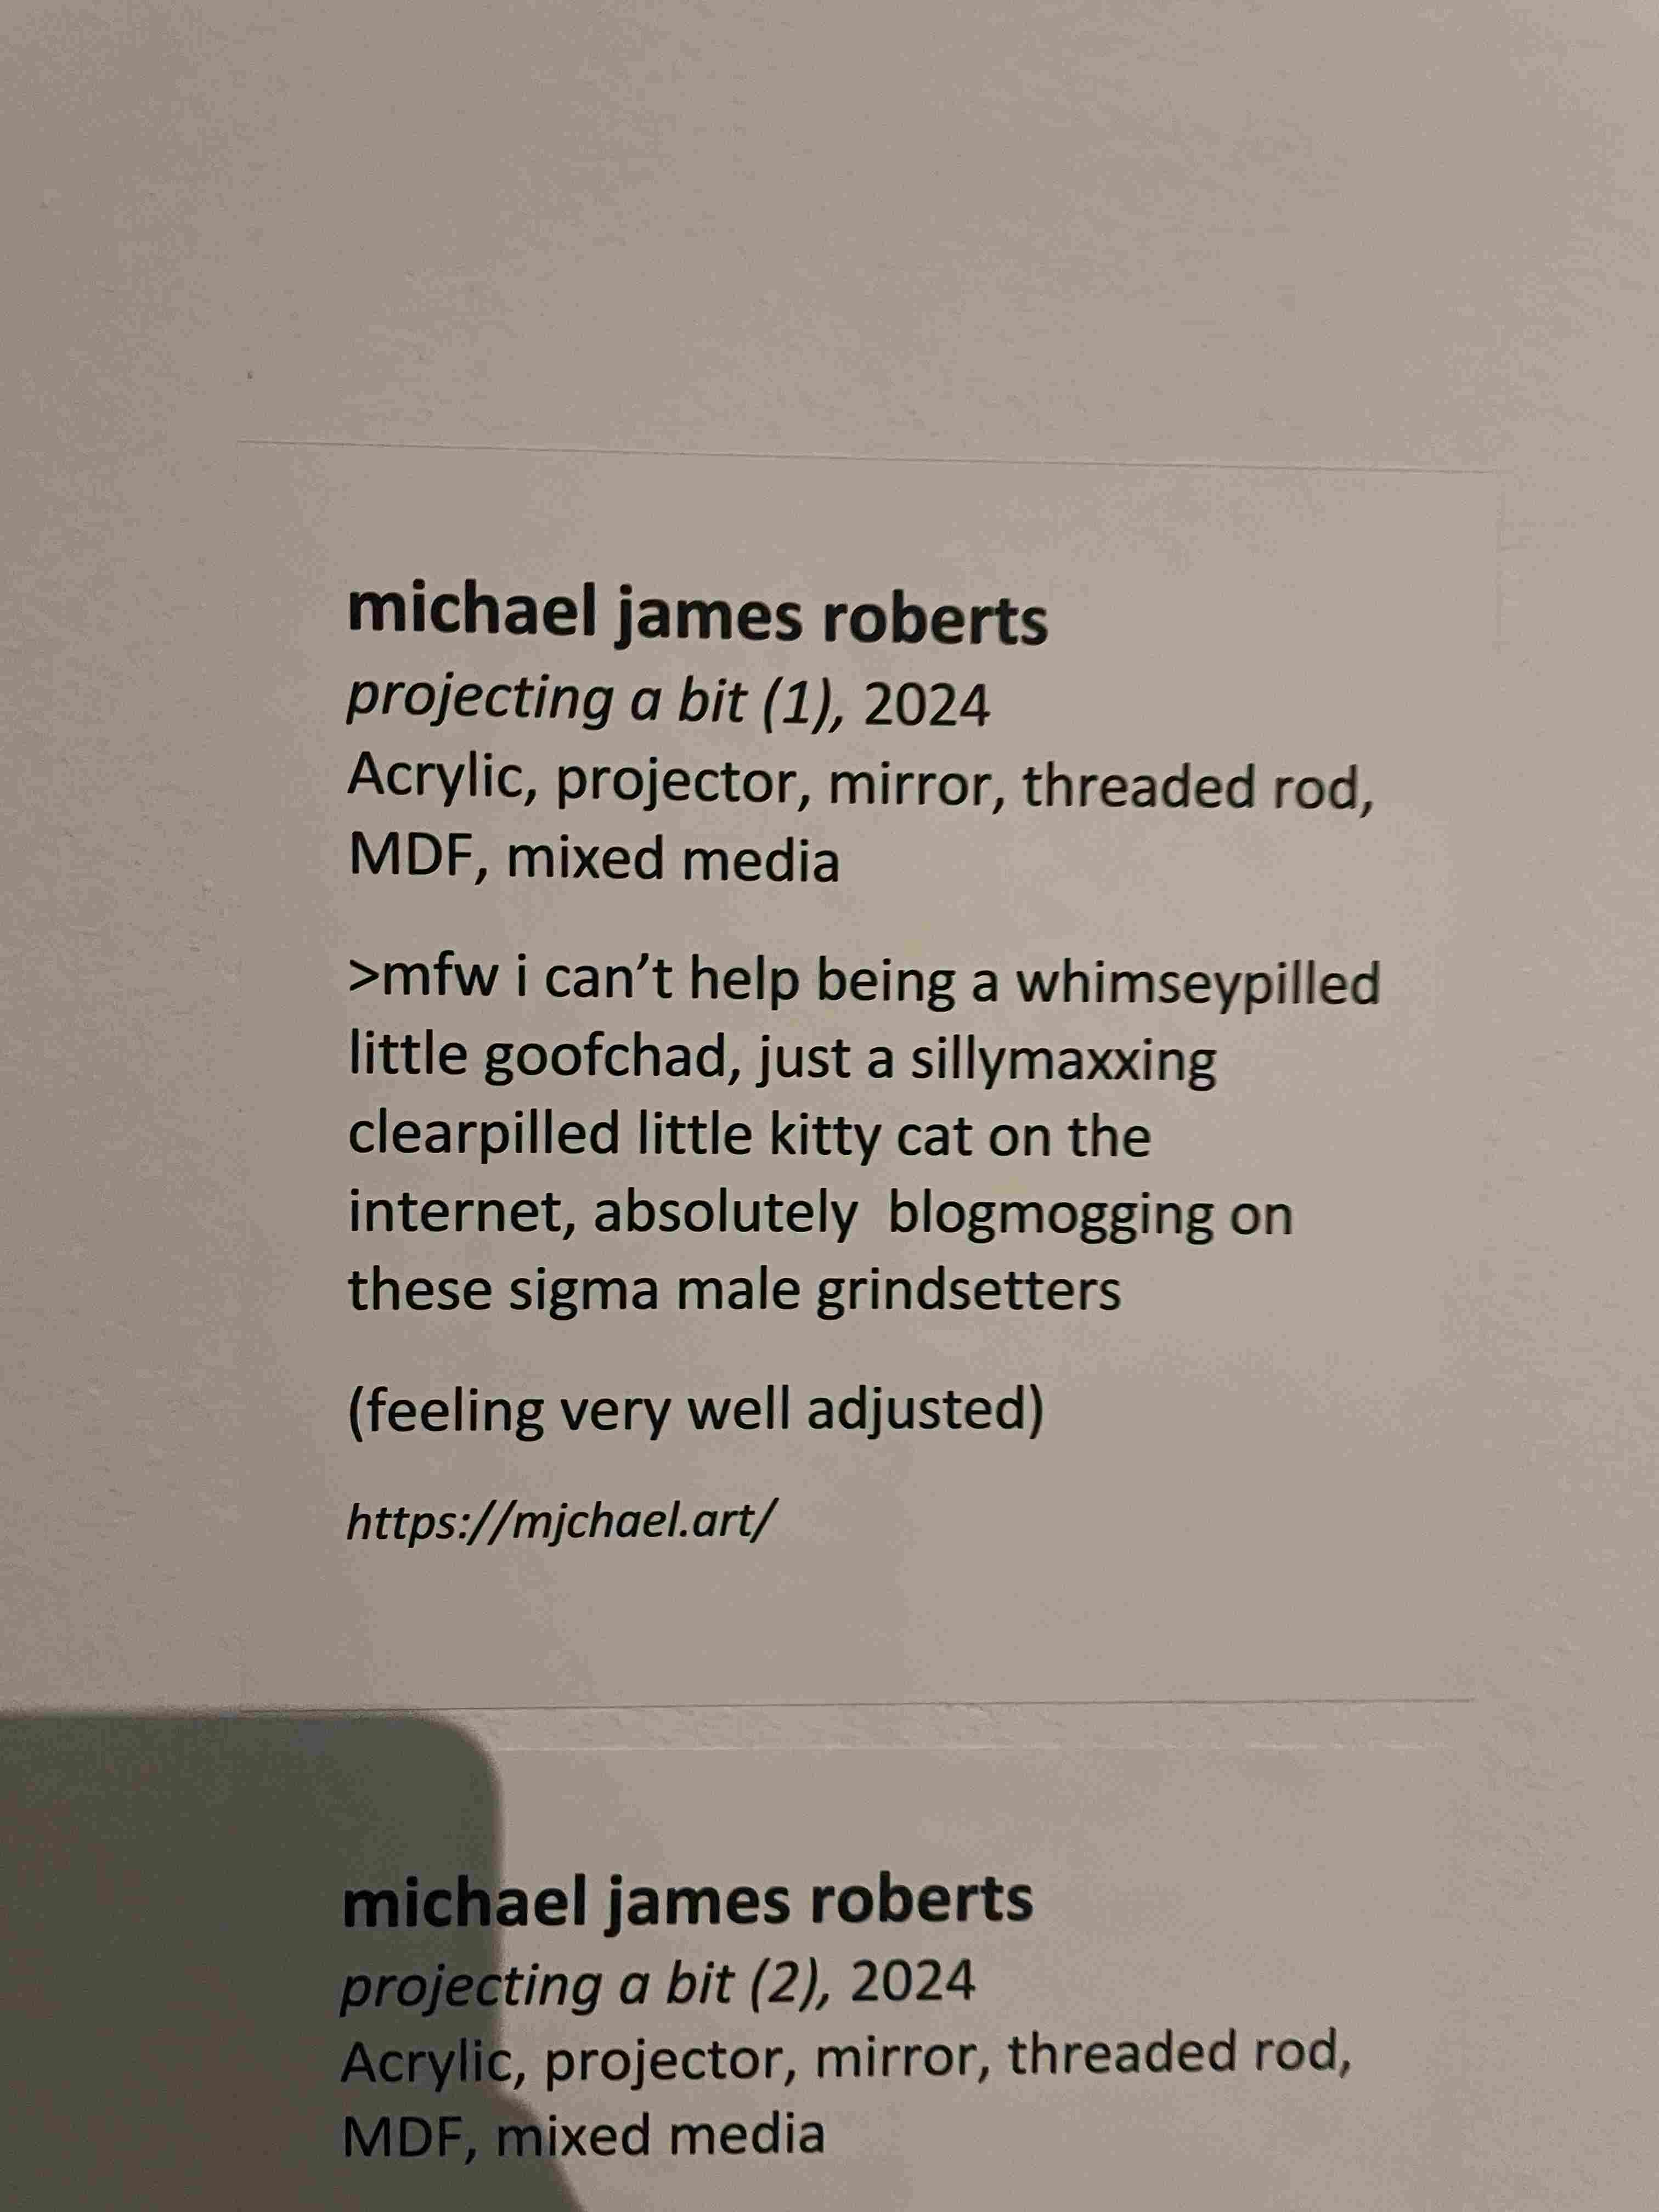 michael james roberts
projecting a bit (1), 2024
Acrylic, projector, mirror, threaded rod,
MDF, mixed media
>mfw i can’t help being a whimseypilled
little goofchad, just a sillymaxxing
clearpilled little kitty cat on the
internet, absolutely  blogmogging on
these sigma male grindsetters
(feeling very well adjusted)
https://mjchael.art/
michael james roberts
projecting a bit (2), 2024
Acrylic, projector, mirror, threaded rod,
MDF, mixed media